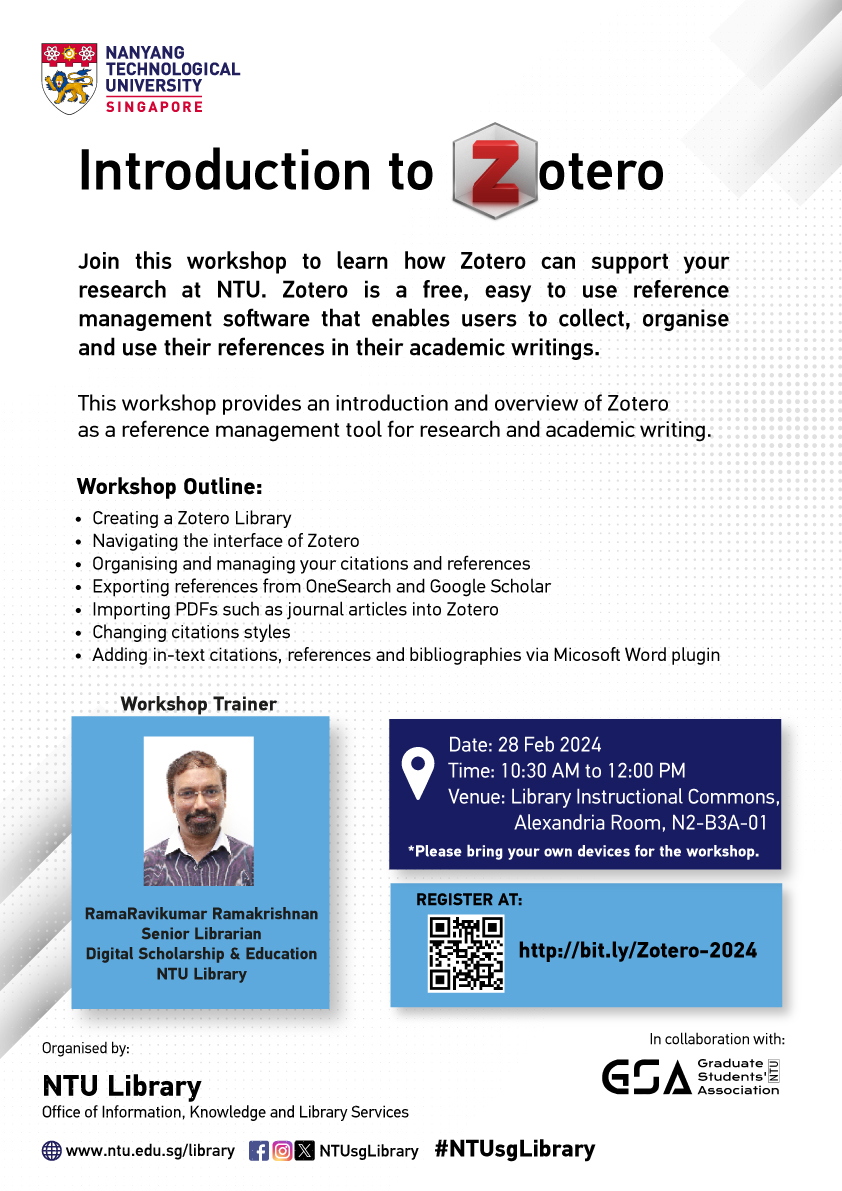 NANYANG
TECHNOLOGICAL
UNIVERSITY
SINGAPORE
Introduction to Zotero
Join this workshop to learn how Zotero can support your
research at NTU. Zotero is a free, easy to use reference
management software that enables users to collect, organise
and use their references in their academic writings.
This workshop provides an introduction and overview of Zotero
as a reference management tool for research and academic writing.
Workshop Outline:
• Creating a Zotero Library
• Navigating the interface of Zotero
• Organising and managing your citations and references
• Exporting references from OneSearch and Google Scholar
• Importing PDFs such as journal articles into Zotero
• Changing citations styles
• Adding in-text citations, references and bibliographies via Micosoft Word plugin
Workshop Trainer
RamaRavikumar Ramakrishnan
Senior Librarian
Digital Scholarship & Education
NTU Library
Date: 28 Feb 2024
Time: 10:30 AM to 12:00 PM
Venue: Library Instructional Commons,
Alexandria Room, N2-B3A-01
*Please bring your own devices for the workshop.
REGISTER AT:
http://bit.ly/Zotero-2024
Organised by:
NTU Library
Office of Information, Knowledge and Library Services
In collaboration with:
GSA
Graduate
Students'
Association
NTU
www.ntu.edu.sg/library
NTUsgLibrary
#NTUsgLibrary